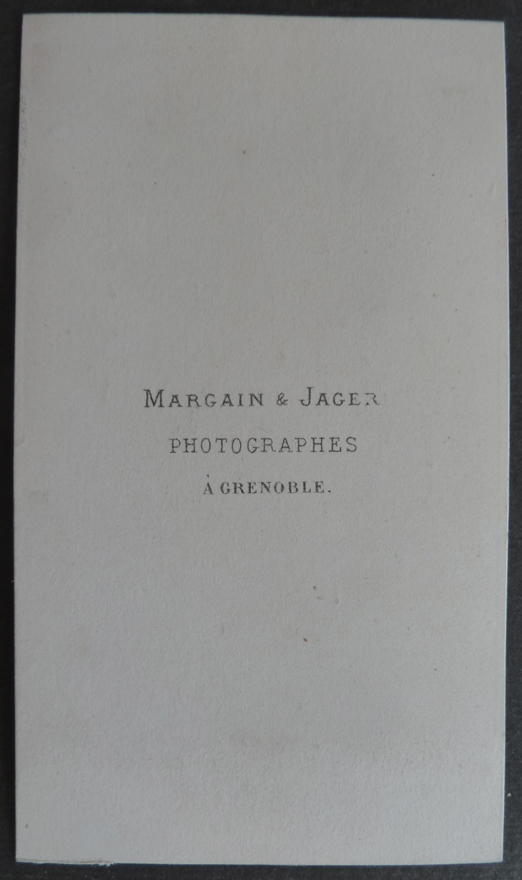 MARGAIN & JAGER
PHOTOGRAPHES
À GRENOBLE.